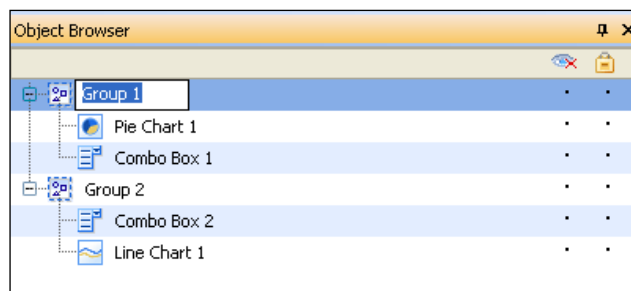 Object Browser
Group 1
Pie Chart 1
Combo Box 1
Group 2
Combo Box 2
Line Chart 1